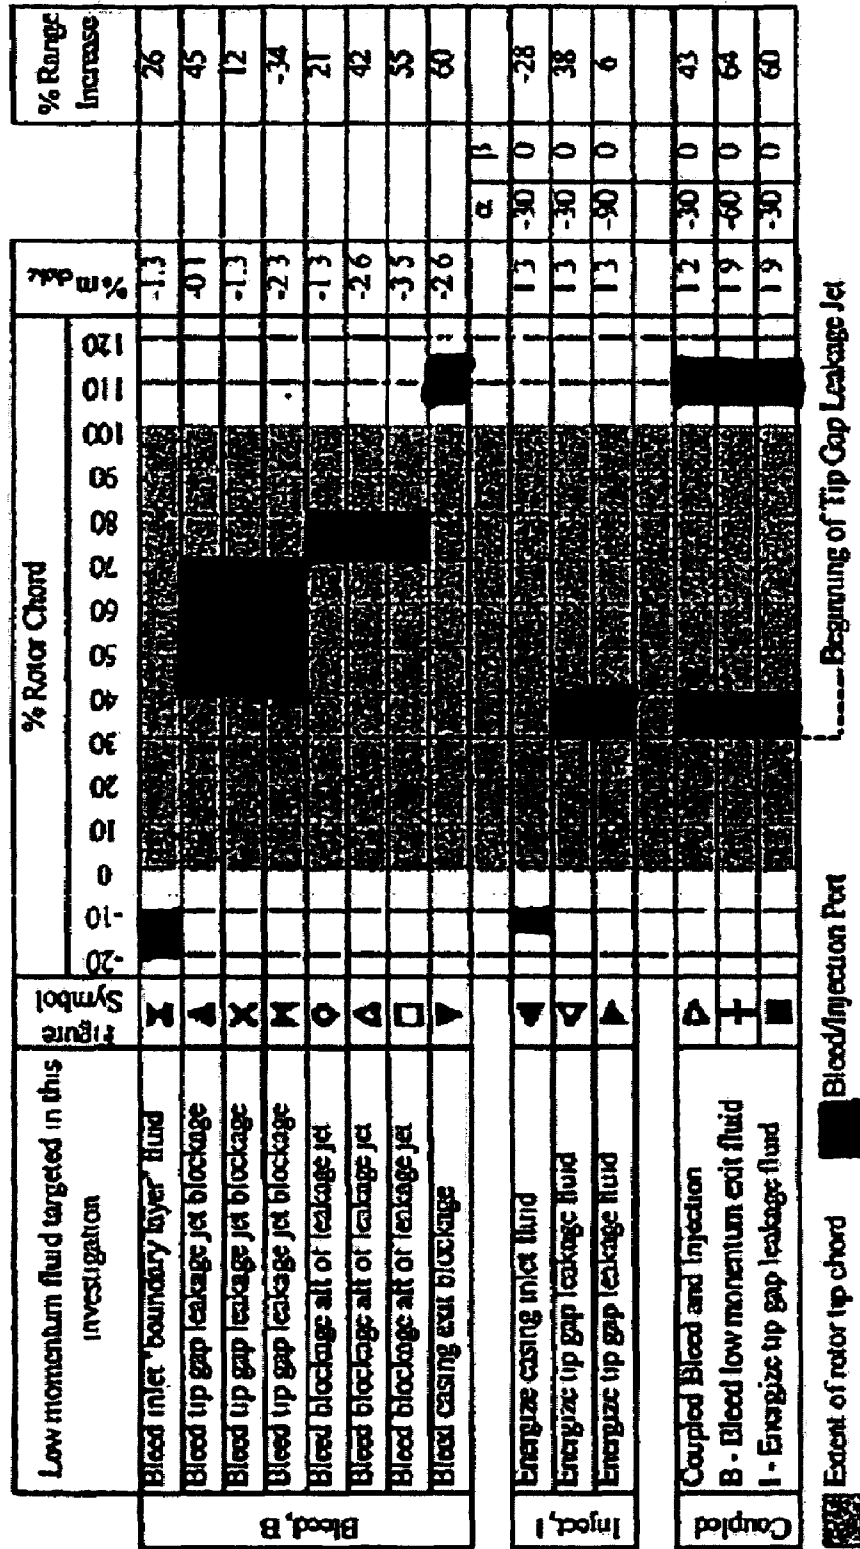 Low momentum fluid targeted in this investigation
Figure Symbol
% Rotor Chord
-20 -10 0 10 20 30 40 50 60 70 80 90 100 110 120
% m
% Range Increase
Bleed, B
Bleed inlet "boundary layer" fluid -1.3 26
Bleed tip gap leakage jet blockage -0.1 45
Bleed tip gap leakage jet blockage -1.3 12
Bleed tip gap leakage jet blockage -2.3 -34
Bleed blockage aft of leakage jet -1.3 21
Bleed blockage aft of leakage jet -2.6 42
Bleed blockage aft of leakage jet -3.5 55
Bleed casing exit blockage -2.6 60
α β
Inject, I
Energize casing inlet fluid 1.3 -30 0 -28
Energize tip gap leakage fluid 1.3 -30 0 38
Energize tip gap leakage fluid 1.3 -90 0 6
Coupled
Coupled Bleed and Injection 1.2 -30 0 43
B - Bleed low momentum exit fluid 1.9 -60 0 64
I - Energize tip gap leakage fluid 1.9 -30 0 60
Extent of rotor tip chord
Bleed/Injection Port
Beginning of Tip Gap Leakage Jet